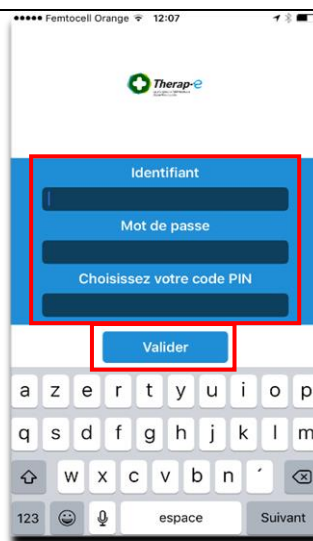 Femtocell Orange 12:07
Therap-e
Identifiant
Mot de passe
Choisissez votre code PIN
Valider
a z e r t y u i o p
q s d f g h j k l m
w x c v b n ´
123 espace Suivant